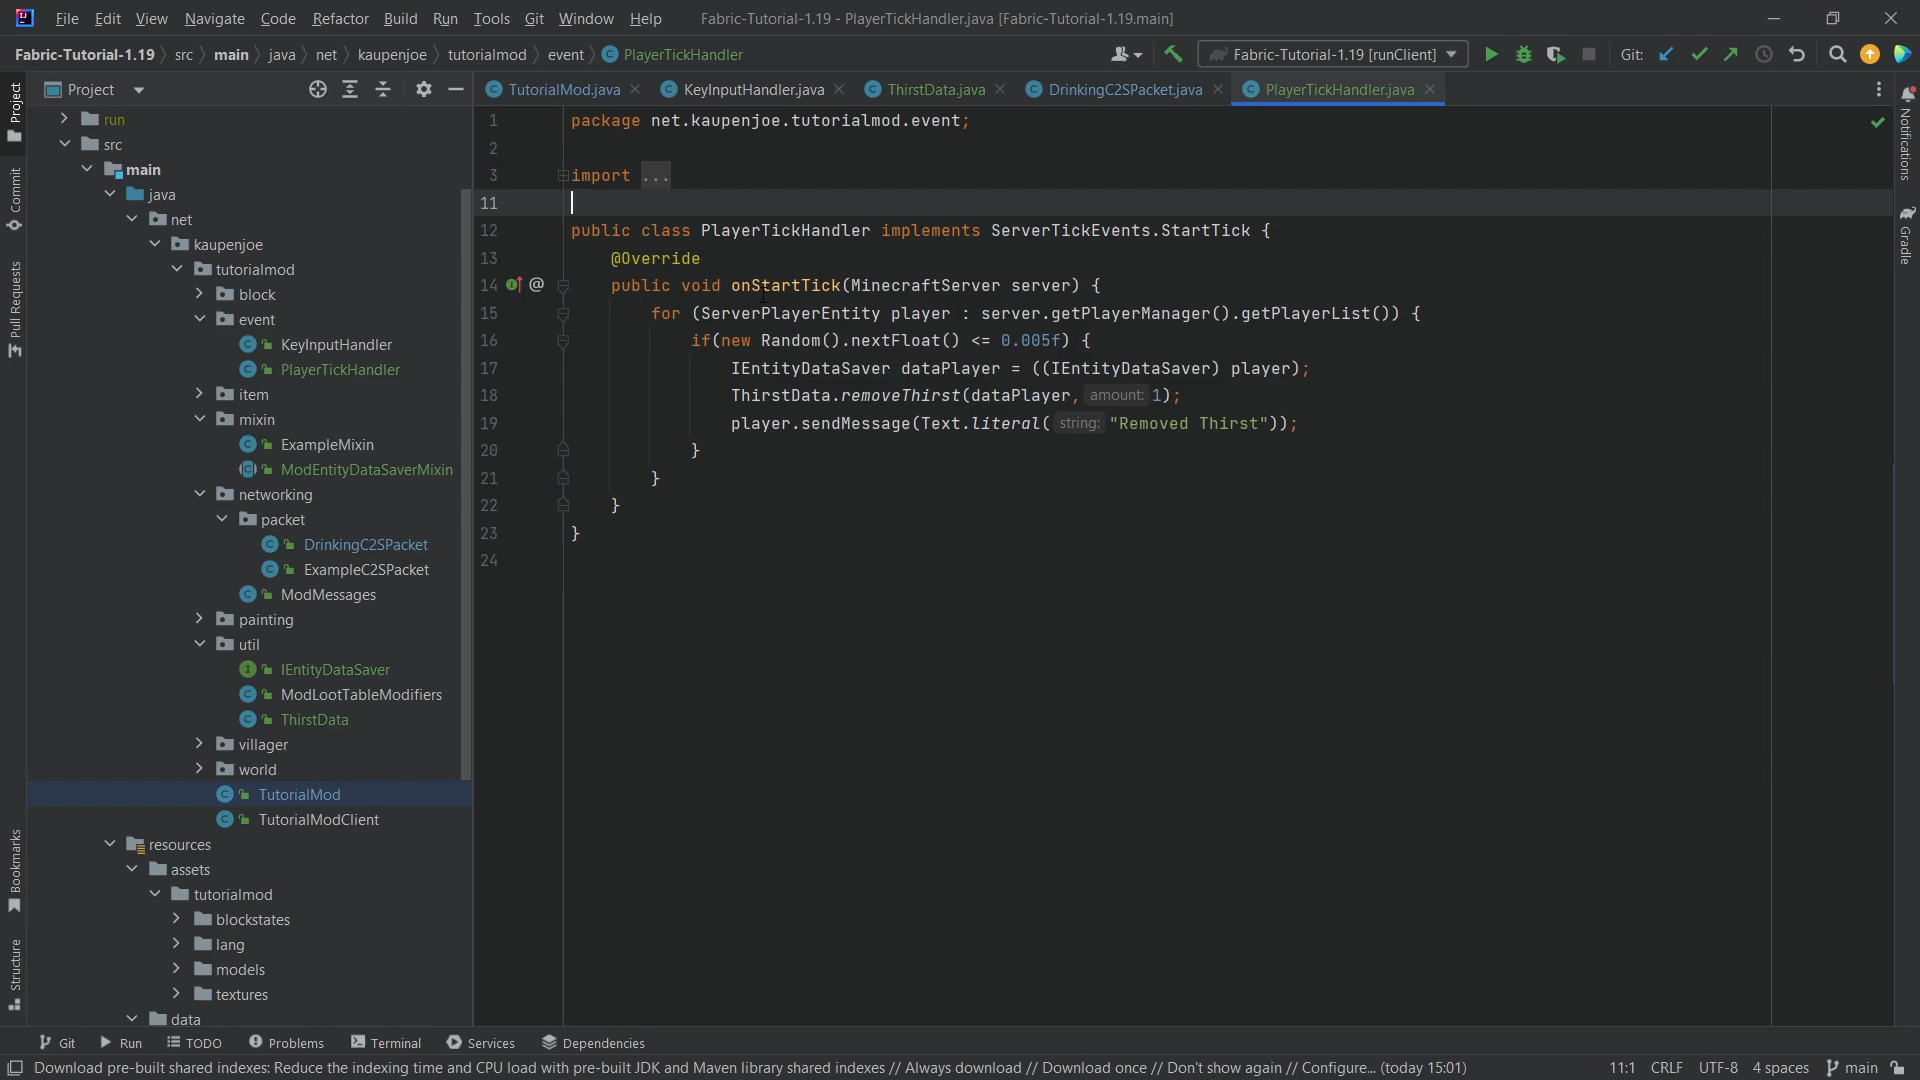 File Edit View Navigate Code Refactor Build Run Tools Git Window Help Fabric-Tutorial-1.19 - PlayerTickHandler.java [Fabric-Tutorial-1.19.main]
Fabric-Tutorial-1.19 src main java net kaupenjoe tutorialmod event PlayerTickHandler Fabric-Tutorial-1.19 [runClient] Git:
Project
TutorialMod.java KeyInputHandler.java ThirstData.java DrinkingC2SPacket.java PlayerTickHandler.java
Project
Commit
Pull Requests
Bookmarks
Structure
run
src
main
java
net
kaupenjoe
tutorialmod
block
event
KeyInputHandler
PlayerTickHandler
item
mixin
ExampleMixin
ModEntityDataSaverMixin
networking
packet
DrinkingC2SPacket
ExampleC2SPacket
ModMessages
painting
util
IEntityDataSaver
ModLootTableModifiers
ThirstData
villager
world
TutorialMod
TutorialModClient
resources
assets
tutorialmod
blockstates
lang
models
textures
data
1 package net.kaupenjoe.tutorialmod.event;
2
3 import ...
11
12 public class PlayerTickHandler implements ServerTickEvents.StartTick {
13 @Override
14 @ public void onStartTick(MinecraftServer server) {
15 for (ServerPlayerEntity player : server.getPlayerManager().getPlayerList()) {
16 if(new Random().nextFloat() <= 0.005f) {
17 IEntityDataSaver dataPlayer = ((IEntityDataSaver) player);
18 ThirstData.removeThirst(dataPlayer, amount: 1);
19 player.sendMessage(Text.literal( string: "Removed Thirst"));
20 }
21 }
22 }
23 }
24
Notifications
Gradle
Git Run TODO Problems Terminal Services Dependencies
Download pre-built shared indexes: Reduce the indexing time and CPU load with pre-built JDK and Maven library shared indexes // Always download // Download once // Don't show again // Configure... (today 15:01) 11:1 CRLF UTF-8 4 spaces main